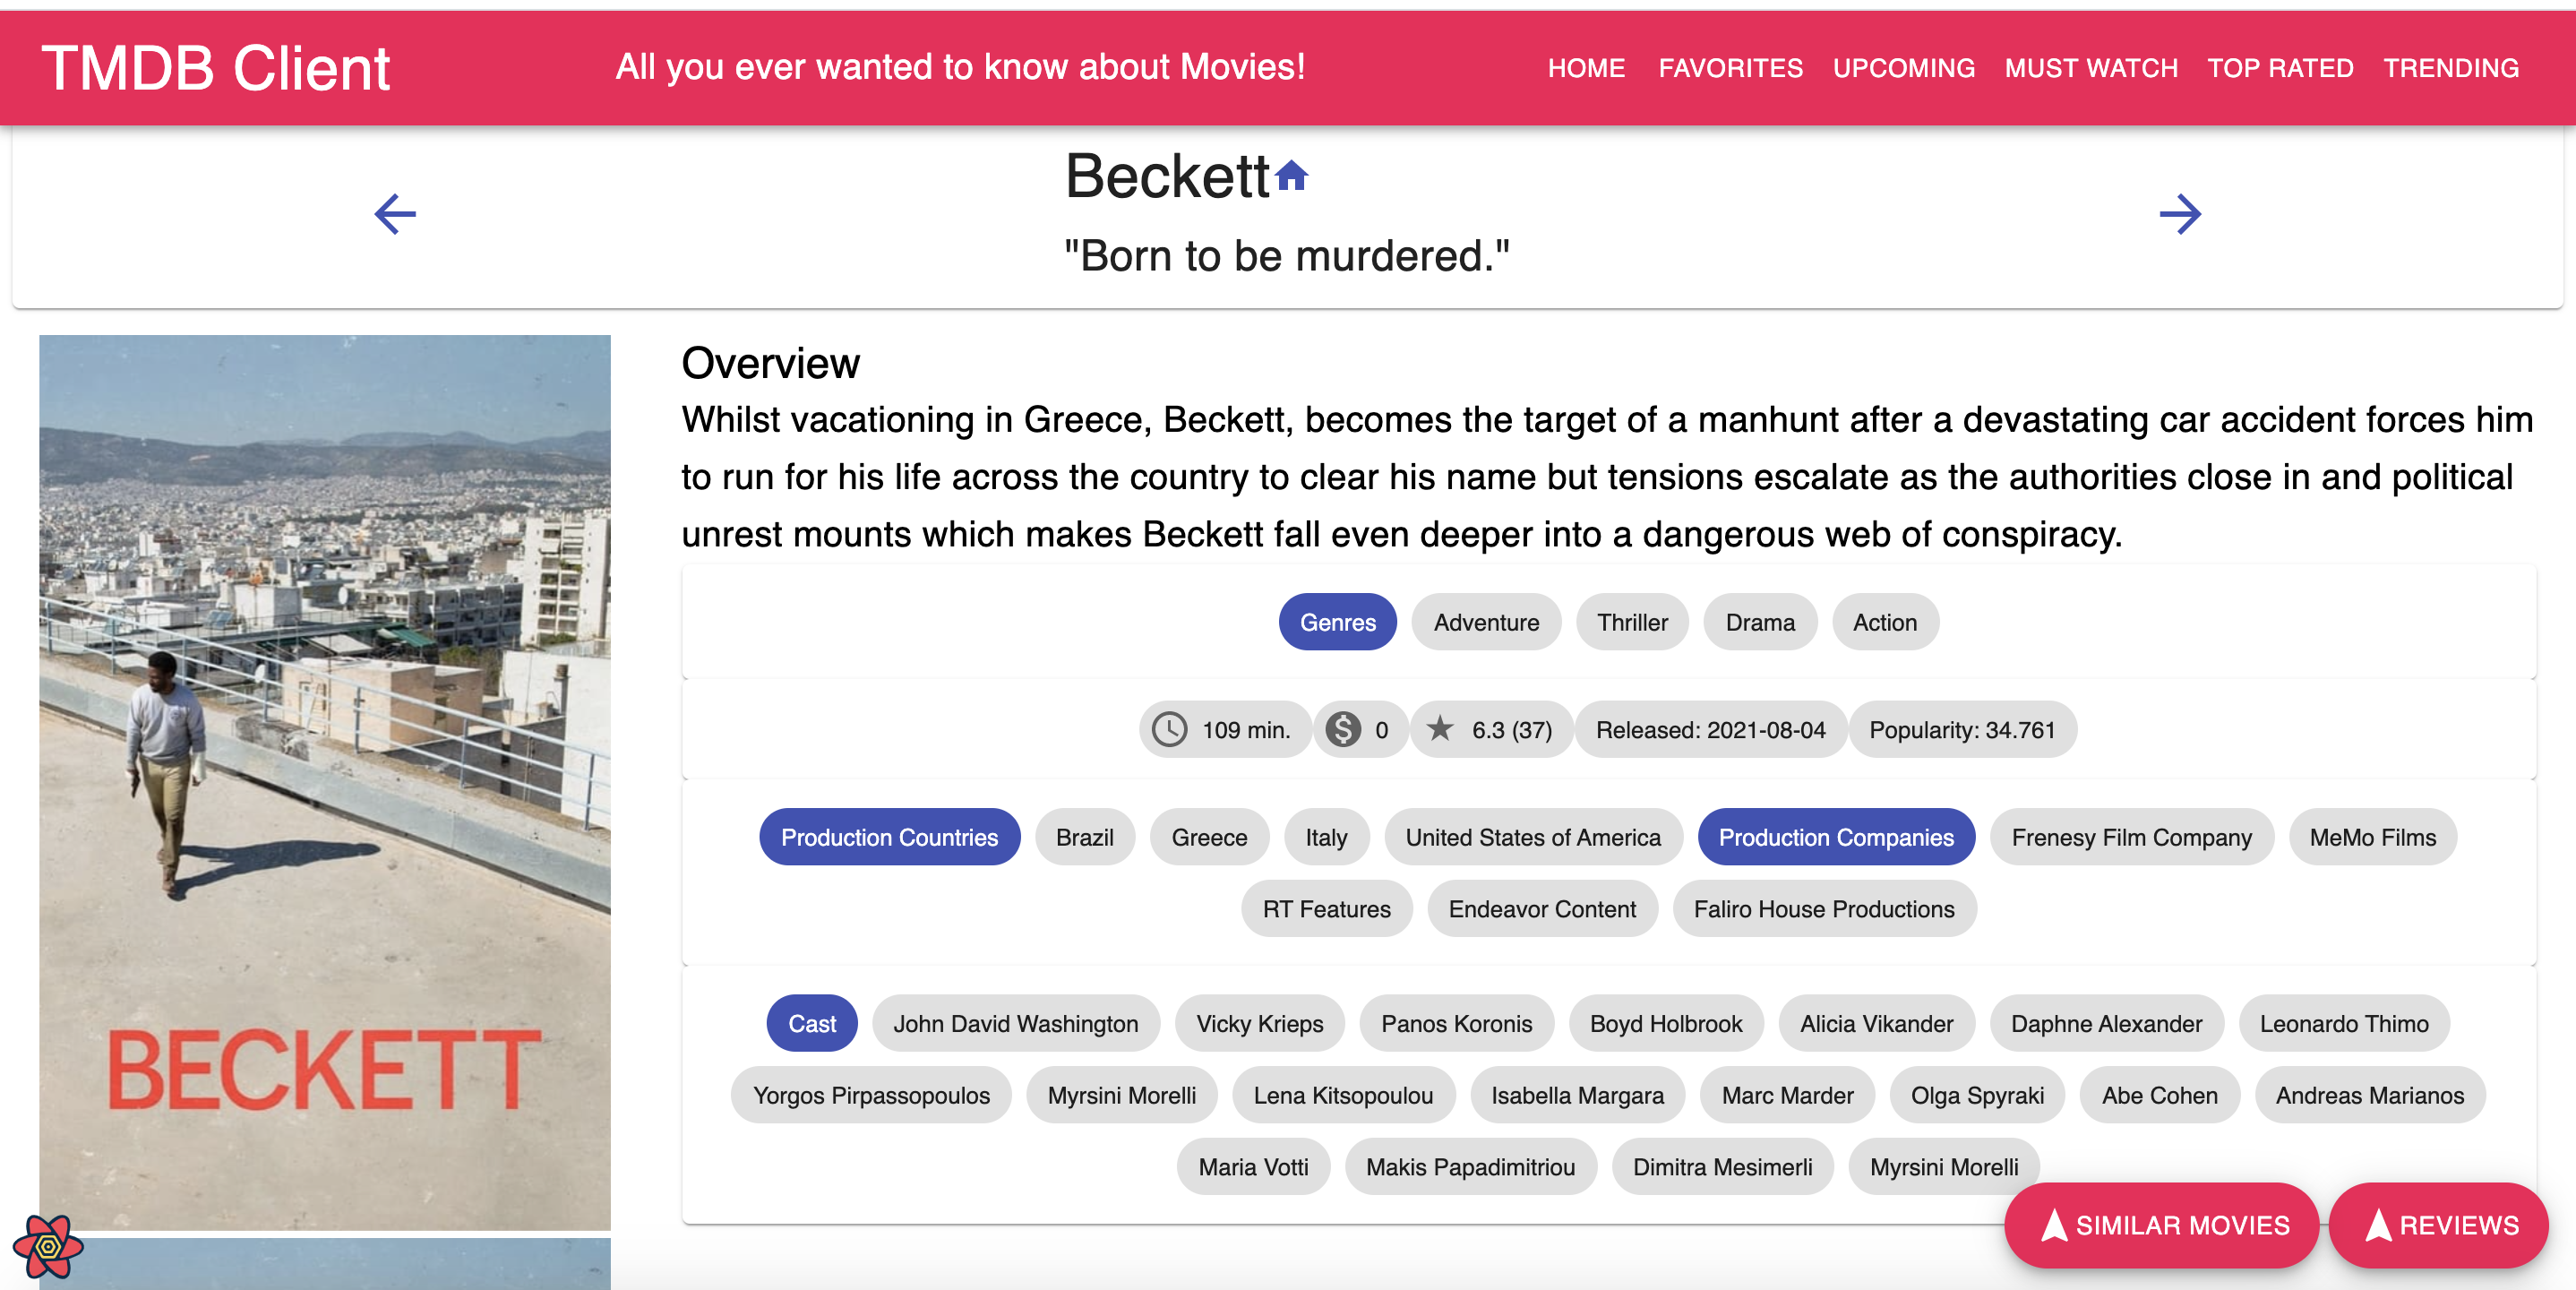 TMDB Client All you ever wanted to know about Movies! HOME FAVORITES UPCOMING MUST WATCH TOP RATED TRENDING
Beckett
"Born to be murdered."
BECKETT
Overview
Whilst vacationing in Greece, Beckett, becomes the target of a manhunt after a devastating car accident forces him
to run for his life across the country to clear his name but tensions escalate as the authorities close in and political
unrest mounts which makes Beckett fall even deeper into a dangerous web of conspiracy.
Genres Adventure Thriller Drama Action
109 min. $ 0 6.3 (37) Released: 2021-08-04 Popularity: 34.761
Production Countries Brazil Greece Italy United States of America Production Companies Frenesy Film Company MeMo Films
RT Features Endeavor Content Faliro House Productions
Cast John David Washington Vicky Krieps Panos Koronis Boyd Holbrook Alicia Vikander Daphne Alexander Leonardo Thimo
Yorgos Pirpassopoulos Myrsini Morelli Lena Kitsopoulou Isabella Margara Marc Marder Olga Spyraki Abe Cohen Andreas Marianos
Maria Votti Makis Papadimitriou Dimitra Mesimerli Myrsini Morelli
SIMILAR MOVIES REVIEWS